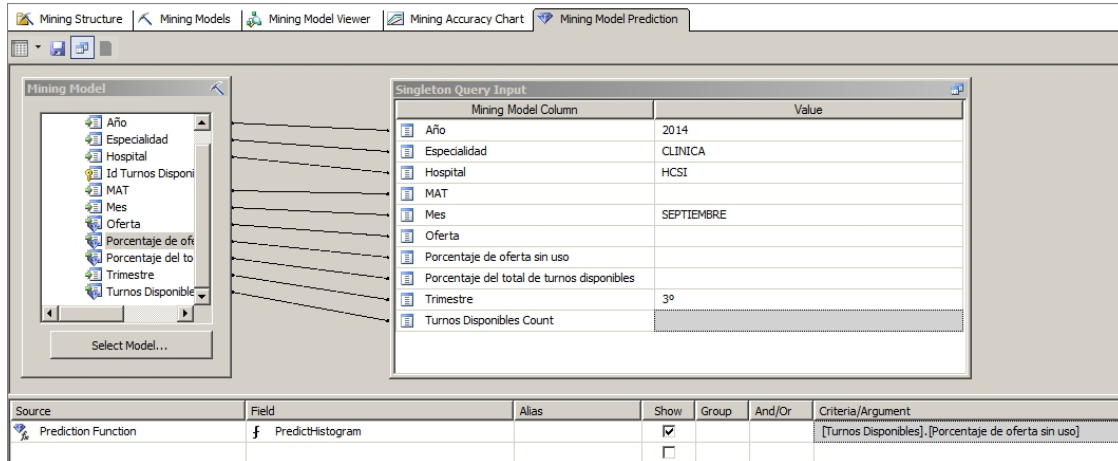 Mining Structure Mining Models Mining Model Viewer Mining Accuracy Chart Mining Model Prediction
Mining Model
Año
Especialidad
Hospital
Id Turnos Disponi
MAT
Mes
Oferta
Porcentaje de ofe
Porcentaje del to
Trimestre
Turnos Disponible
Select Model...
Singleton Query Input
Mining Model Column Value
Año 2014
Especialidad CLINICA
Hospital HCSI
MAT
Mes SEPTIEMBRE
Oferta
Porcentaje de oferta sin uso
Porcentaje del total de turnos disponibles
Trimestre 3º
Turnos Disponibles Count
Source Field Alias Show Group And/Or Criteria/Argument
Prediction Function PredictHistogram [Turnos Disponibles].[Porcentaje de oferta sin uso]